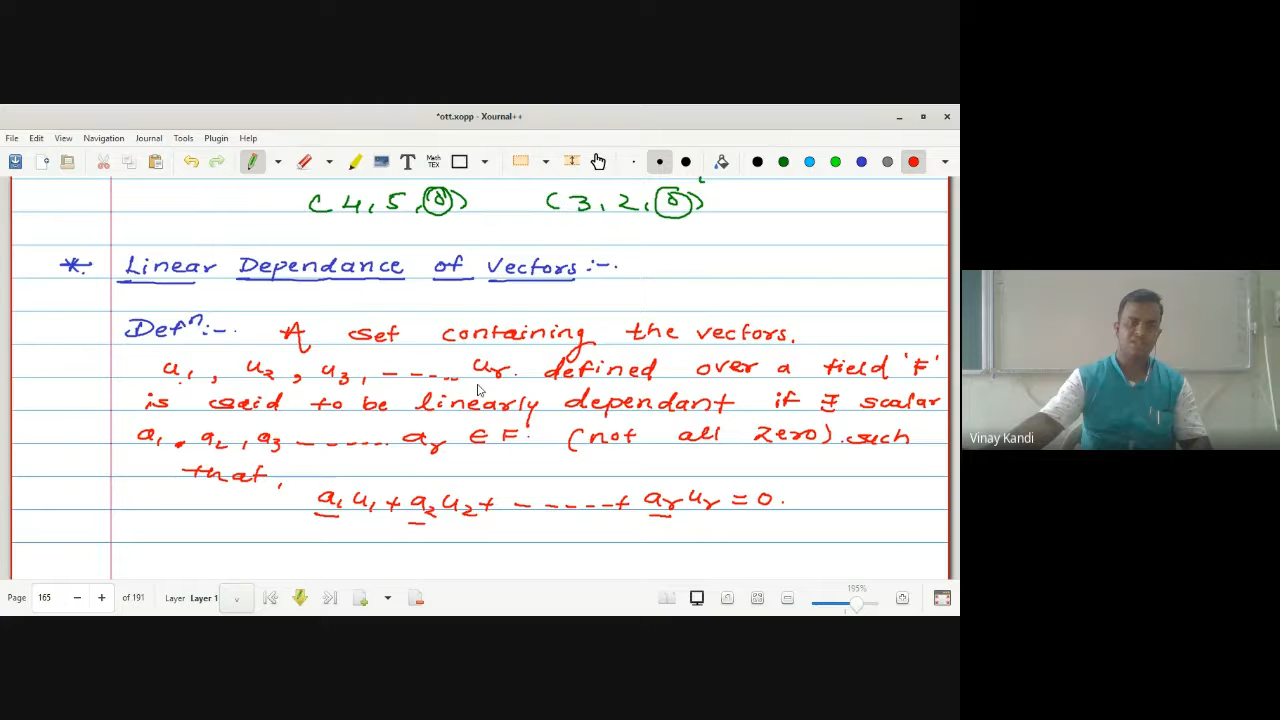 *ott.xopp - Xournal++
File Edit View Navigation Journal Tools Plugin Help
(4, 5, 0) (3, 2, 0)
*. Linear Dependance of Vectors :-.
Defⁿ :-. A set containing the vectors.
u₁, u₂, u₃, ------ uᵣ. defined over a field 'F'
is said to be linearly dependant if ∃ scalar
a₁, a₂, a₃ ------ aᵣ ∈ F. (not all zero). such
that,
a₁u₁ + a₂u₂ + ------ + aᵣuᵣ = 0.
Vinay Kandi
Page 165 of 191 Layer Layer 1 195%